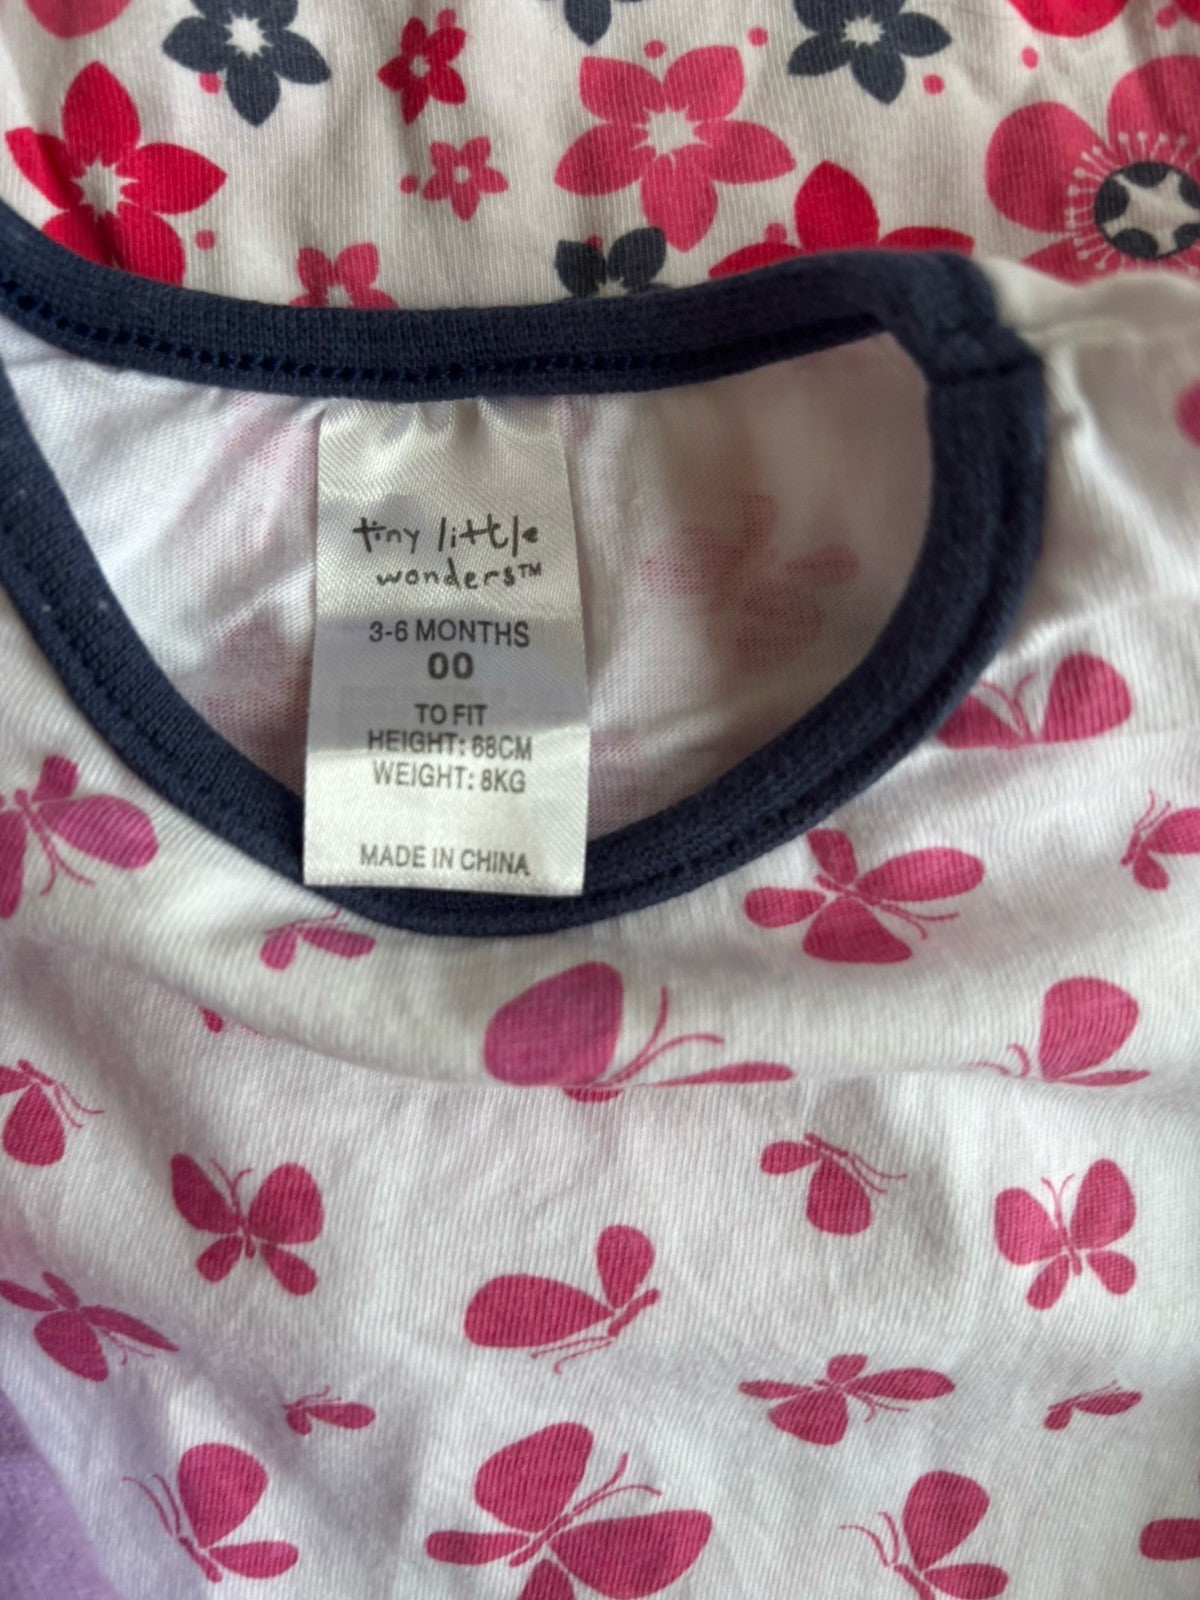 tiny little
wonders™
3-6 MONTHS
00
TO FIT
HEIGHT: 68CM
WEIGHT: 8KG
MADE IN CHINA